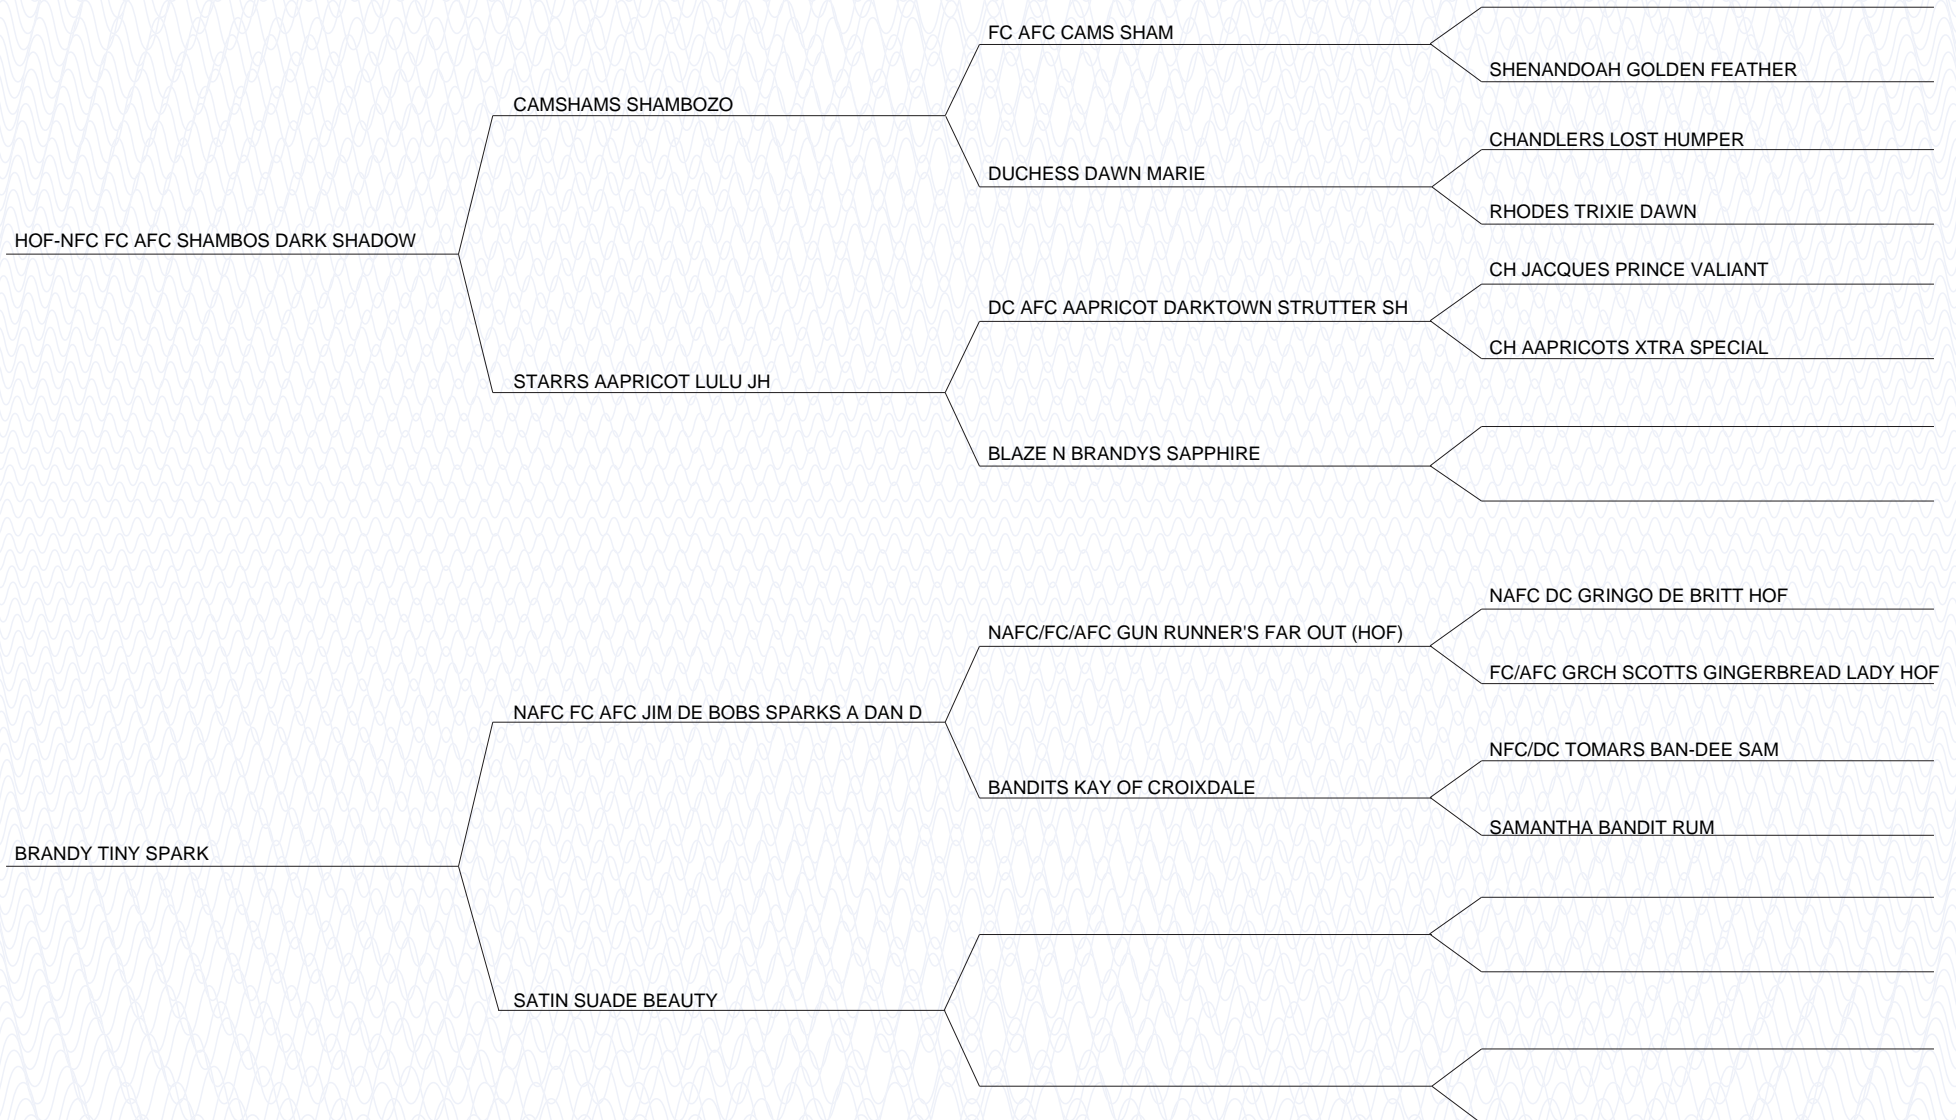 FC AFC CAMS SHAM
SHENANDOAH GOLDEN FEATHER
CAMSHAMS SHAMBOZO
CHANDLERS LOST HUMPER
DUCHESS DAWN MARIE
RHODES TRIXIE DAWN
HOF-NFC FC AFC SHAMBOS DARK SHADOW
CH JACQUES PRINCE VALIANT
DC AFC AAPRICOT DARKTOWN STRUTTER SH
CH AAPRICOTS XTRA SPECIAL
STARRS AAPRICOT LULU JH
BLAZE N BRANDYS SAPPHIRE
NAFC DC GRINGO DE BRITT HOF
NAFC/FC/AFC GUN RUNNER'S FAR OUT (HOF)
FC/AFC GRCH SCOTTS GINGERBREAD LADY HOF
NAFC FC AFC JIM DE BOBS SPARKS A DAN D
NFC/DC TOMARS BAN-DEE SAM
BANDITS KAY OF CROIXDALE
SAMANTHA BANDIT RUM
BRANDY TINY SPARK
SATIN SUADE BEAUTY